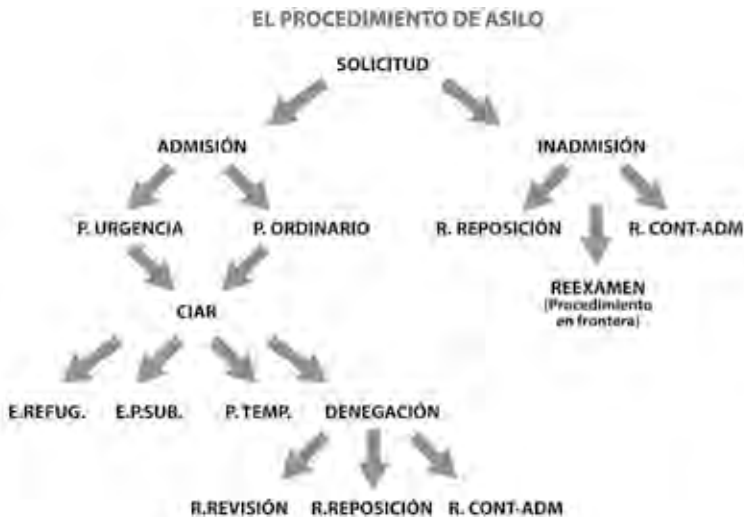 EL PROCEDIMIENTO DE ASILO
SOLICITUD
ADMISIÓN
INADMISIÓN
P. URGENCIA
P. ORDINARIO
R. REPOSICIÓN
R. CONT-ADM
REEXAMEN
(Procedimiento
en frontera)
CIAR
E.REFUG.
E.P.SUB.
P. TEMP.
DENEGACIÓN
R.REVISIÓN
R.REPOSICIÓN
R. CONT-ADM